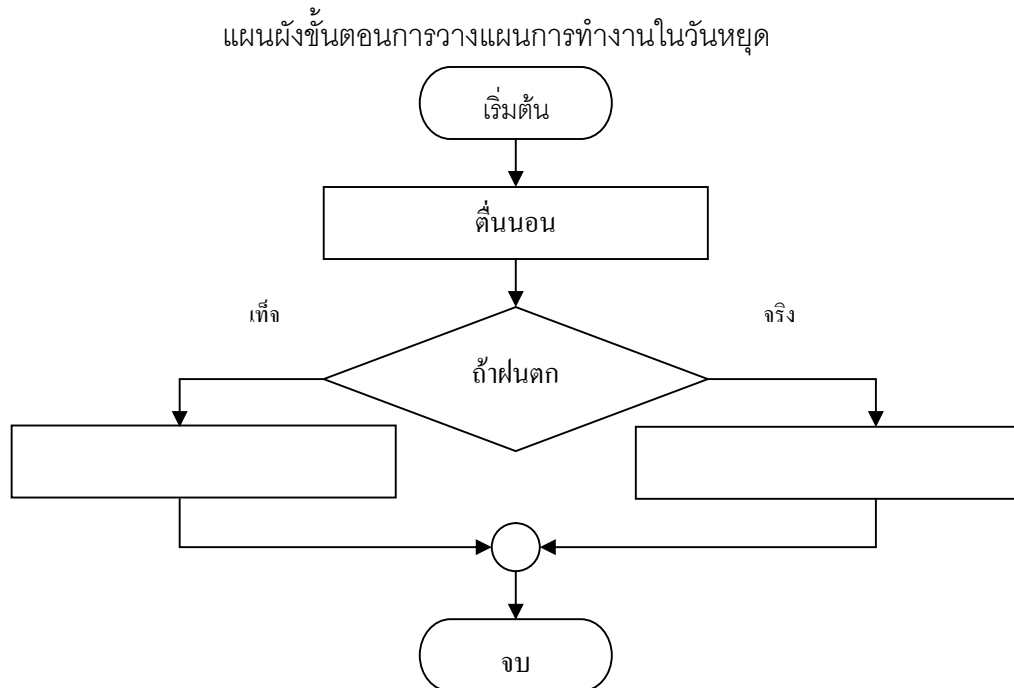 แผนผังขั้นตอนการวางแผนการทำงานในวันหยุด
เริ่มต้น
ตื่นนอน
เท็จ
จริง
ถ้าฝนตก
จบ